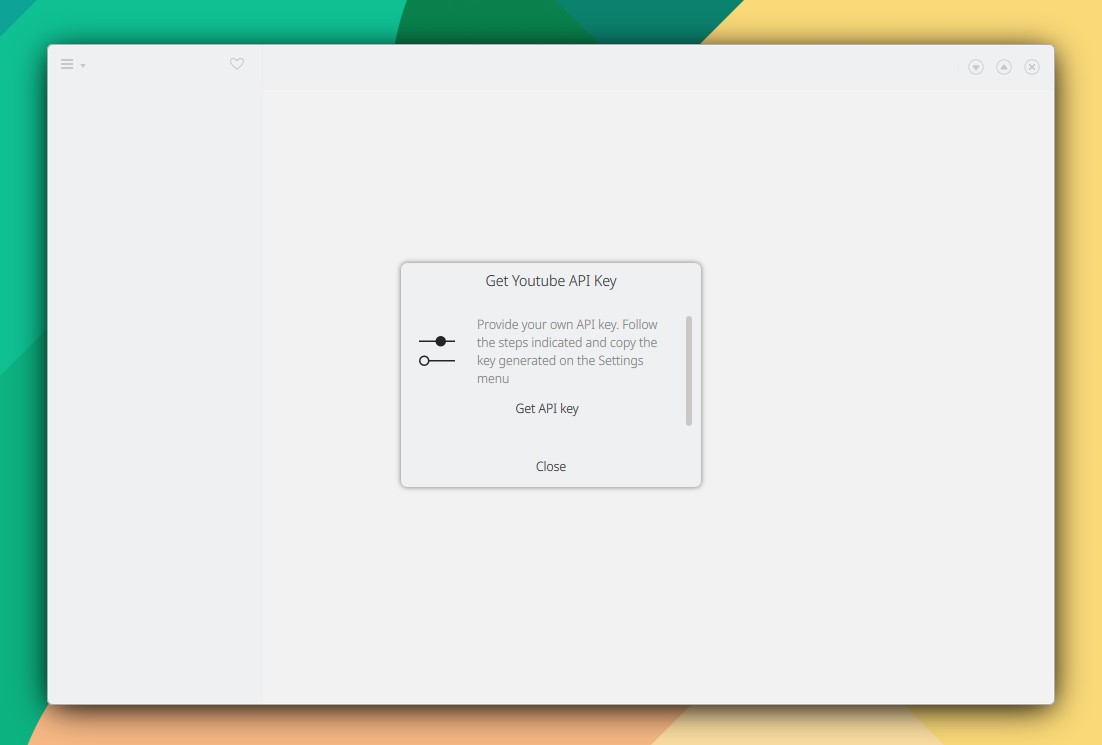 Get Youtube API Key
Provide your own API key. Follow
the steps indicated and copy the
key generated on the Settings
menu
Get API key
Close